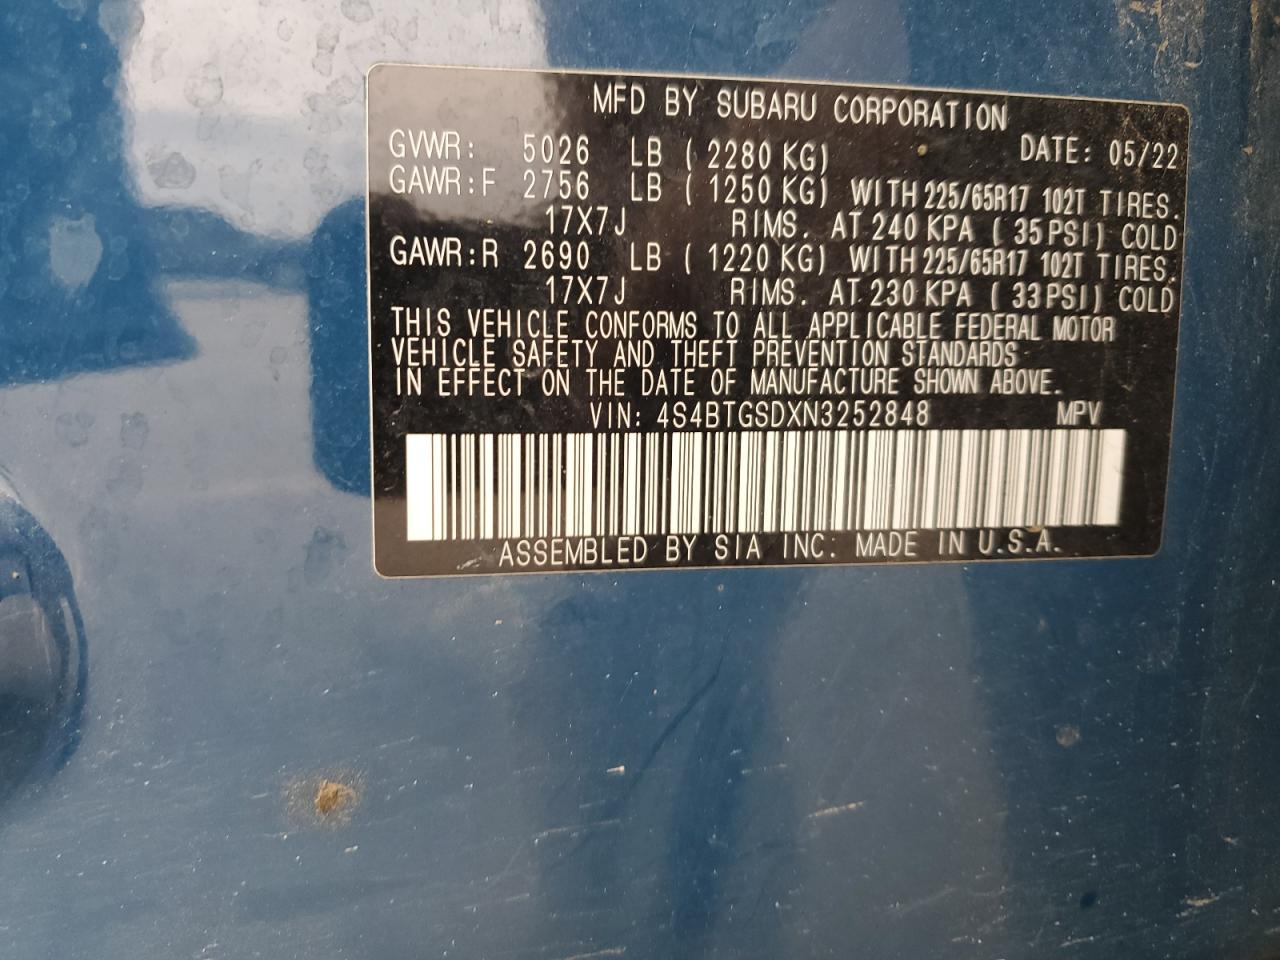 MFD BY SUBARU CORPORATION
GVWR: 5026 LB ( 2280 KG) DATE: 05/22
GAWR:F 2756 LB ( 1250 KG) WITH 225/65R17 102T TIRES.
17X7J RIMS. AT 240 KPA ( 35 PSI) COLD
GAWR:R 2690 LB ( 1220 KG) WITH 225/65R17 102T TIRES.
17X7J RIMS. AT 230 KPA ( 33 PSI) COLD
THIS VEHICLE CONFORMS TO ALL APPLICABLE FEDERAL MOTOR
VEHICLE SAFETY AND THEFT PREVENTION STANDARDS
IN EFFECT ON THE DATE OF MANUFACTURE SHOWN ABOVE.
VIN: 4S4BTGSDXN3252848 MPV
ASSEMBLED BY SIA INC: MADE IN U.S.A.